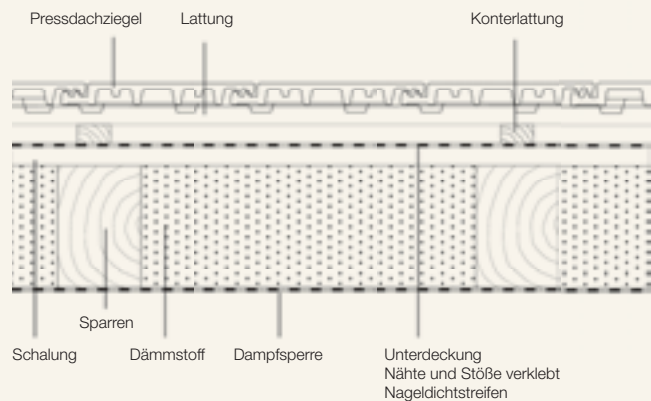 Pressdachziegel
Lattung
Konterlattung
Sparren
Schalung
Dämmstoff
Dampfsperre
Unterdeckung
Nähte und Stöße verklebt
Nageldichtstreifen